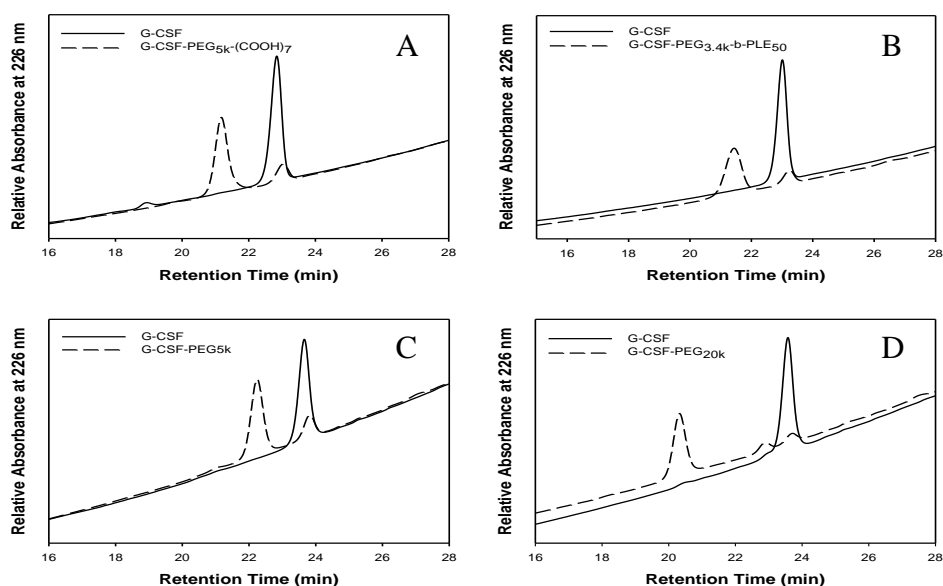 G-CSF
G-CSF-PEG5k-(COOH)7
A
Relative Absorbance at 226 nm
16 18 20 22 24 26 28
Retention Time (min)
G-CSF
G-CSF-PEG3.4k-b-PLE50
B
Relative Absorbance at 226 nm
16 18 20 22 24 26 28
Retention Time (min)
G-CSF
G-CSF-PEG5k
C
Relative Absorbance at 226 nm
16 18 20 22 24 26 28
Retention Time (min)
G-CSF
G-CSF-PEG20k
D
Relative Absorbance at 226 nm
16 18 20 22 24 26 28
Retention Time (min)